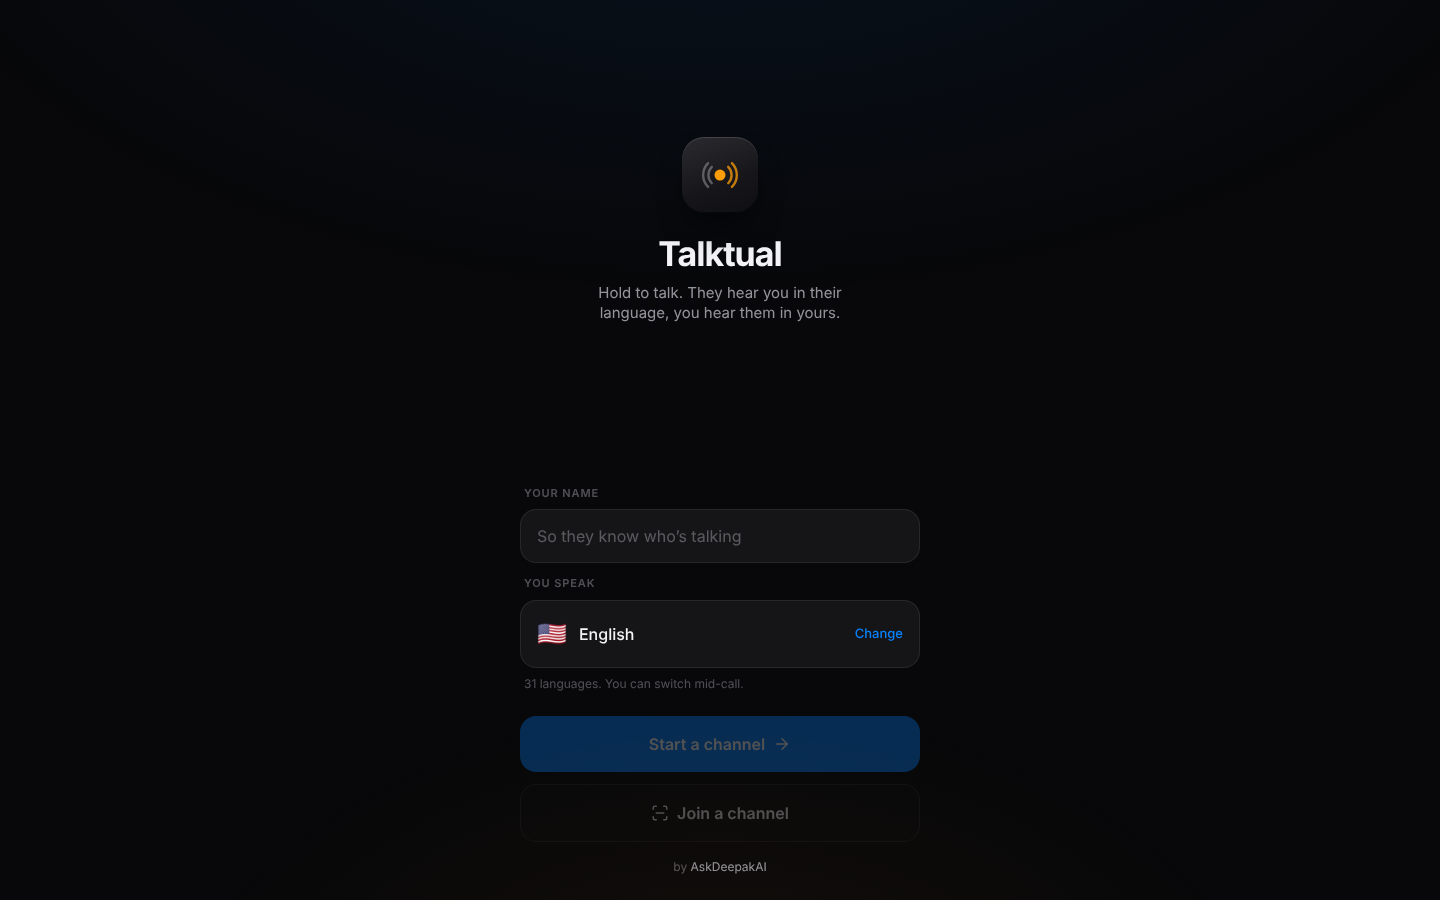 Talktual
Hold to talk. They hear you in their
language, you hear them in yours.
YOUR NAME
So they know who’s talking
YOU SPEAK
English
Change
31 languages. You can switch mid-call.
Start a channel →
Join a channel
by AskDeepakAI